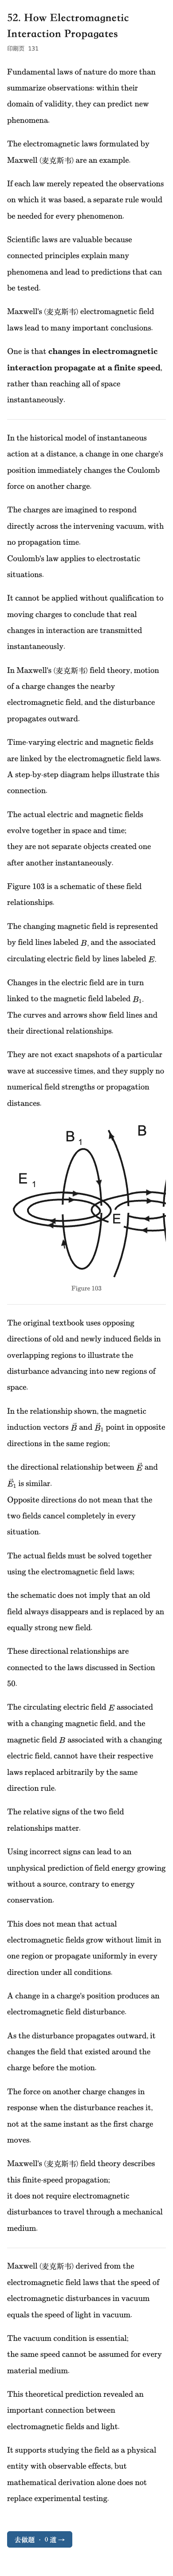 52. How Electromagnetic
Interaction Propagates
印刷页 131
Fundamental laws of nature do more than
summarize observations: within their
domain of validity, they can predict new
phenomena.
The electromagnetic laws formulated by
Maxwell (麦克斯韦) are an example.
If each law merely repeated the observations
on which it was based, a separate rule would
be needed for every phenomenon.
Scientific laws are valuable because
connected principles explain many
phenomena and lead to predictions that can
be tested.
Maxwell's (麦克斯韦) electromagnetic field
laws lead to many important conclusions.
One is that changes in electromagnetic
interaction propagate at a finite speed,
rather than reaching all of space
instantaneously.
In the historical model of instantaneous
action at a distance, a change in one charge's
position immediately changes the Coulomb
force on another charge.
The charges are imagined to respond
directly across the intervening vacuum, with
no propagation time.
Coulomb's law applies to electrostatic
situations.
It cannot be applied without qualification to
moving charges to conclude that real
changes in interaction are transmitted
instantaneously.
In Maxwell's (麦克斯韦) field theory, motion
of a charge changes the nearby
electromagnetic field, and the disturbance
propagates outward.
Time-varying electric and magnetic fields
are linked by the electromagnetic field laws.
A step-by-step diagram helps illustrate this
connection.
The actual electric and magnetic fields
evolve together in space and time;
they are not separate objects created one
after another instantaneously.
Figure 103 is a schematic of these field
relationships.
The changing magnetic field is represented
by field lines labeled B, and the associated
circulating electric field by lines labeled E.
Changes in the electric field are in turn
linked to the magnetic field labeled B₁.
The curves and arrows show field lines and
their directional relationships.
They are not exact snapshots of a particular
wave at successive times, and they supply no
numerical field strengths or propagation
distances.
B₁ B
E₁ E
Figure 103
The original textbook uses opposing
directions of old and newly induced fields in
overlapping regions to illustrate the
disturbance advancing into new regions of
space.
In the relationship shown, the magnetic
induction vectors B⃗ and B⃗₁ point in opposite
directions in the same region;
the directional relationship between E⃗ and
E⃗₁ is similar.
Opposite directions do not mean that the
two fields cancel completely in every
situation.
The actual fields must be solved together
using the electromagnetic field laws;
the schematic does not imply that an old
field always disappears and is replaced by an
equally strong new field.
These directional relationships are
connected to the laws discussed in Section
50.
The circulating electric field E associated
with a changing magnetic field, and the
magnetic field B associated with a changing
electric field, cannot have their respective
laws replaced arbitrarily by the same
direction rule.
The relative signs of the two field
relationships matter.
Using incorrect signs can lead to an
unphysical prediction of field energy growing
without a source, contrary to energy
conservation.
This does not mean that actual
electromagnetic fields grow without limit in
one region or propagate uniformly in every
direction under all conditions.
A change in a charge's position produces an
electromagnetic field disturbance.
As the disturbance propagates outward, it
changes the field that existed around the
charge before the motion.
The force on another charge changes in
response when the disturbance reaches it,
not at the same instant as the first charge
moves.
Maxwell's (麦克斯韦) field theory describes
this finite-speed propagation;
it does not require electromagnetic
disturbances to travel through a mechanical
medium.
Maxwell (麦克斯韦) derived from the
electromagnetic field laws that the speed of
electromagnetic disturbances in vacuum
equals the speed of light in vacuum.
The vacuum condition is essential;
the same speed cannot be assumed for every
material medium.
This theoretical prediction revealed an
important connection between
electromagnetic fields and light.
It supports studying the field as a physical
entity with observable effects, but
mathematical derivation alone does not
replace experimental testing.
去做题 · 0 道 →